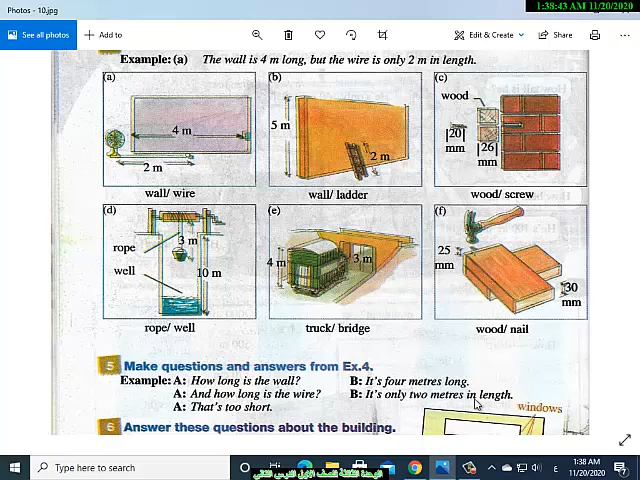 Photos - 10.jpg
1:38:43 AM 11/20/2020
See all photos
Add to
Edit & Create
Share
Example: (a) The wall is 4 m long, but the wire is only 2 m in length.
(a)
4 m
2 m
wall/ wire
(b)
5 m
2 m
wall/ ladder
(c)
wood
20 mm
26 mm
wood/ screw
(d)
rope
3 m
well
10 m
rope/ well
(e)
4 m
3 m
truck/ bridge
(f)
25 mm
30 mm
wood/ nail
5 Make questions and answers from Ex.4.
Example: A: How long is the wall? B: It's four metres long.
A: And how long is the wire? B: It's only two metres in length.
A: That's too short.
windows
6 Answer these questions about the building.
Type here to search
الوحدة الثالثة للصف الاول الدرس الثاني
ع
1:38 AM
11/20/2020